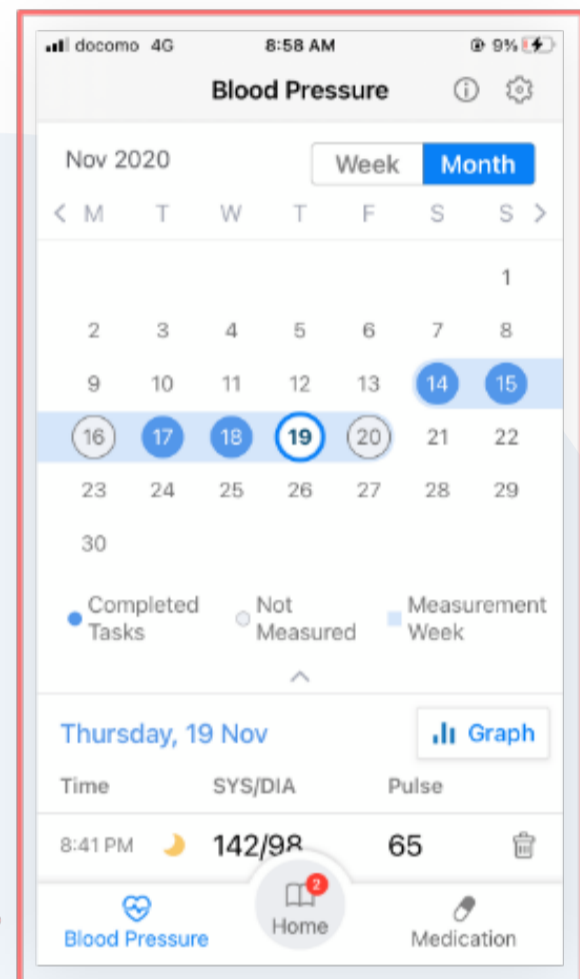 docomo 4G 8:58 AM 9%
Blood Pressure
Nov 2020 Week Month
< M T W T F S S >
1
2 3 4 5 6 7 8
9 10 11 12 13 14 15
16 17 18 19 20 21 22
23 24 25 26 27 28 29
30
Completed Not Measurement
Tasks Measured Week
Thursday, 19 Nov Graph
Time SYS/DIA Pulse
8:41 PM 142/98 65
2
Home
Blood Pressure Medication